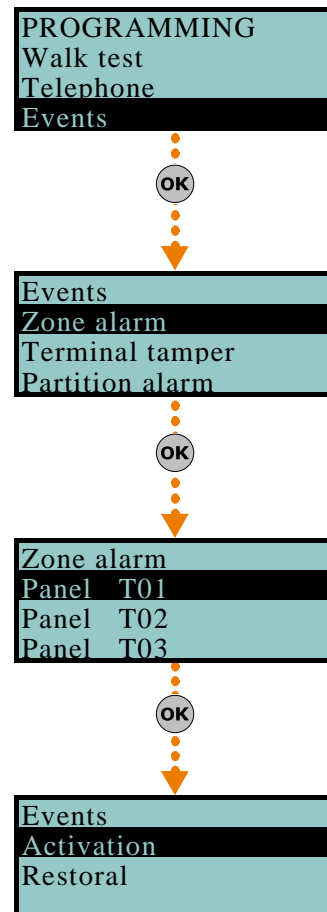 PROGRAMMING
Walk test
Telephone
Events
OK
Events
Zone alarm
Terminal tamper
Partition alarm
OK
Zone alarm
Panel T01
Panel T02
Panel T03
OK
Events
Activation
Restoral